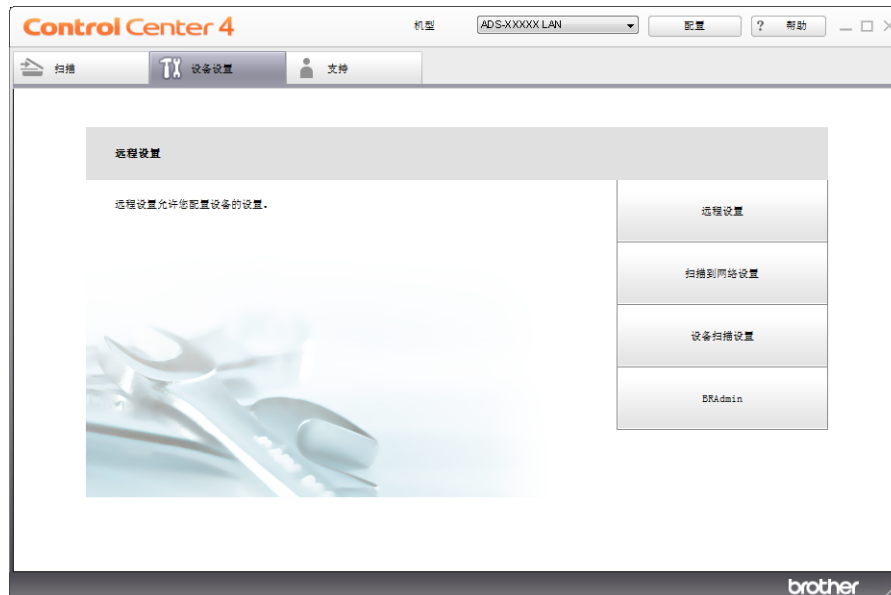 Control Center 4
机型
ADS-XXXXX LAN
配置
? 帮助
扫描
设备设置
支持
远程设置
远程设置允许您配置设备的设置。
远程设置
扫描到网络设置
设备扫描设置
BRAdmin
brother